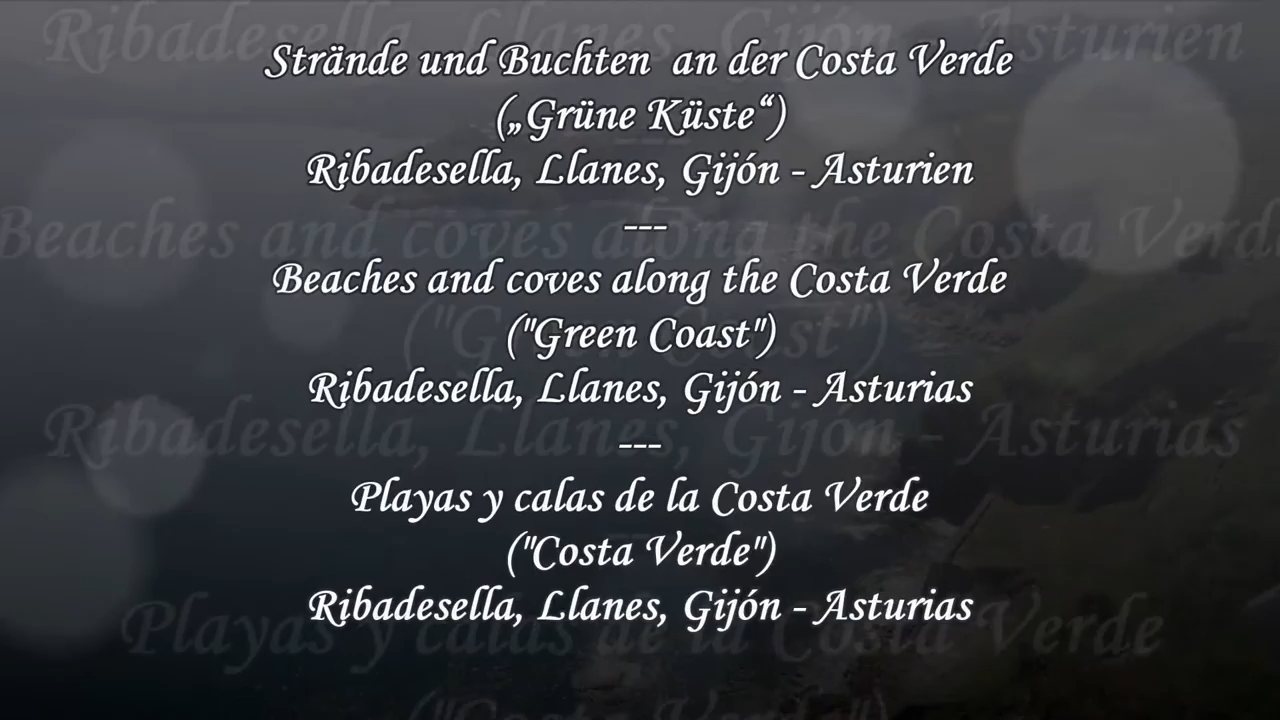 Strände und Buchten  an der Costa Verde
(„Grüne Küste“)
Ribadesella, Llanes, Gijón - Asturien
---
Beaches and coves along the Costa Verde
("Green Coast")
Ribadesella, Llanes, Gijón - Asturias
---
Playas y calas de la Costa Verde
("Costa Verde")
Ribadesella, Llanes, Gijón - Asturias